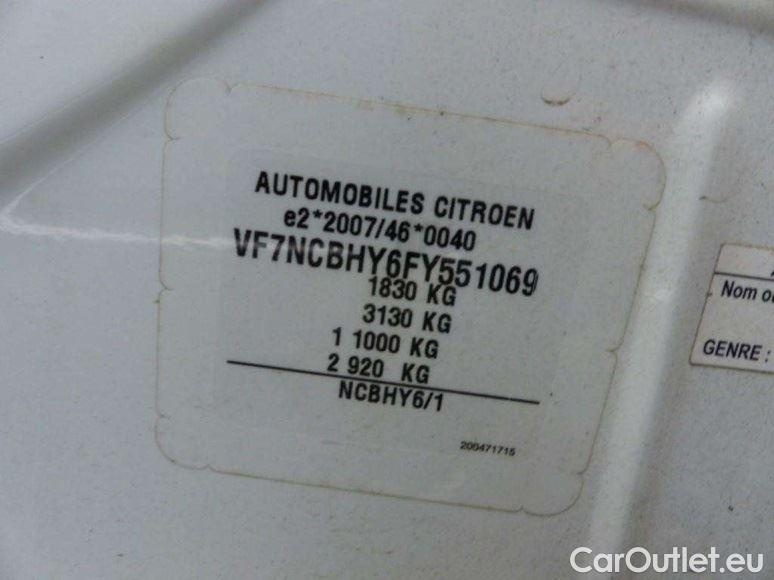 AUTOMOBILES CITROEN
e2*2007/46*0040
VF7NCBHY6FY551069
1830 KG
3130 KG
1 1000 KG
2 920 KG
NCBHY6/1
200471715
Nom
GENRE :
CarOutlet.eu